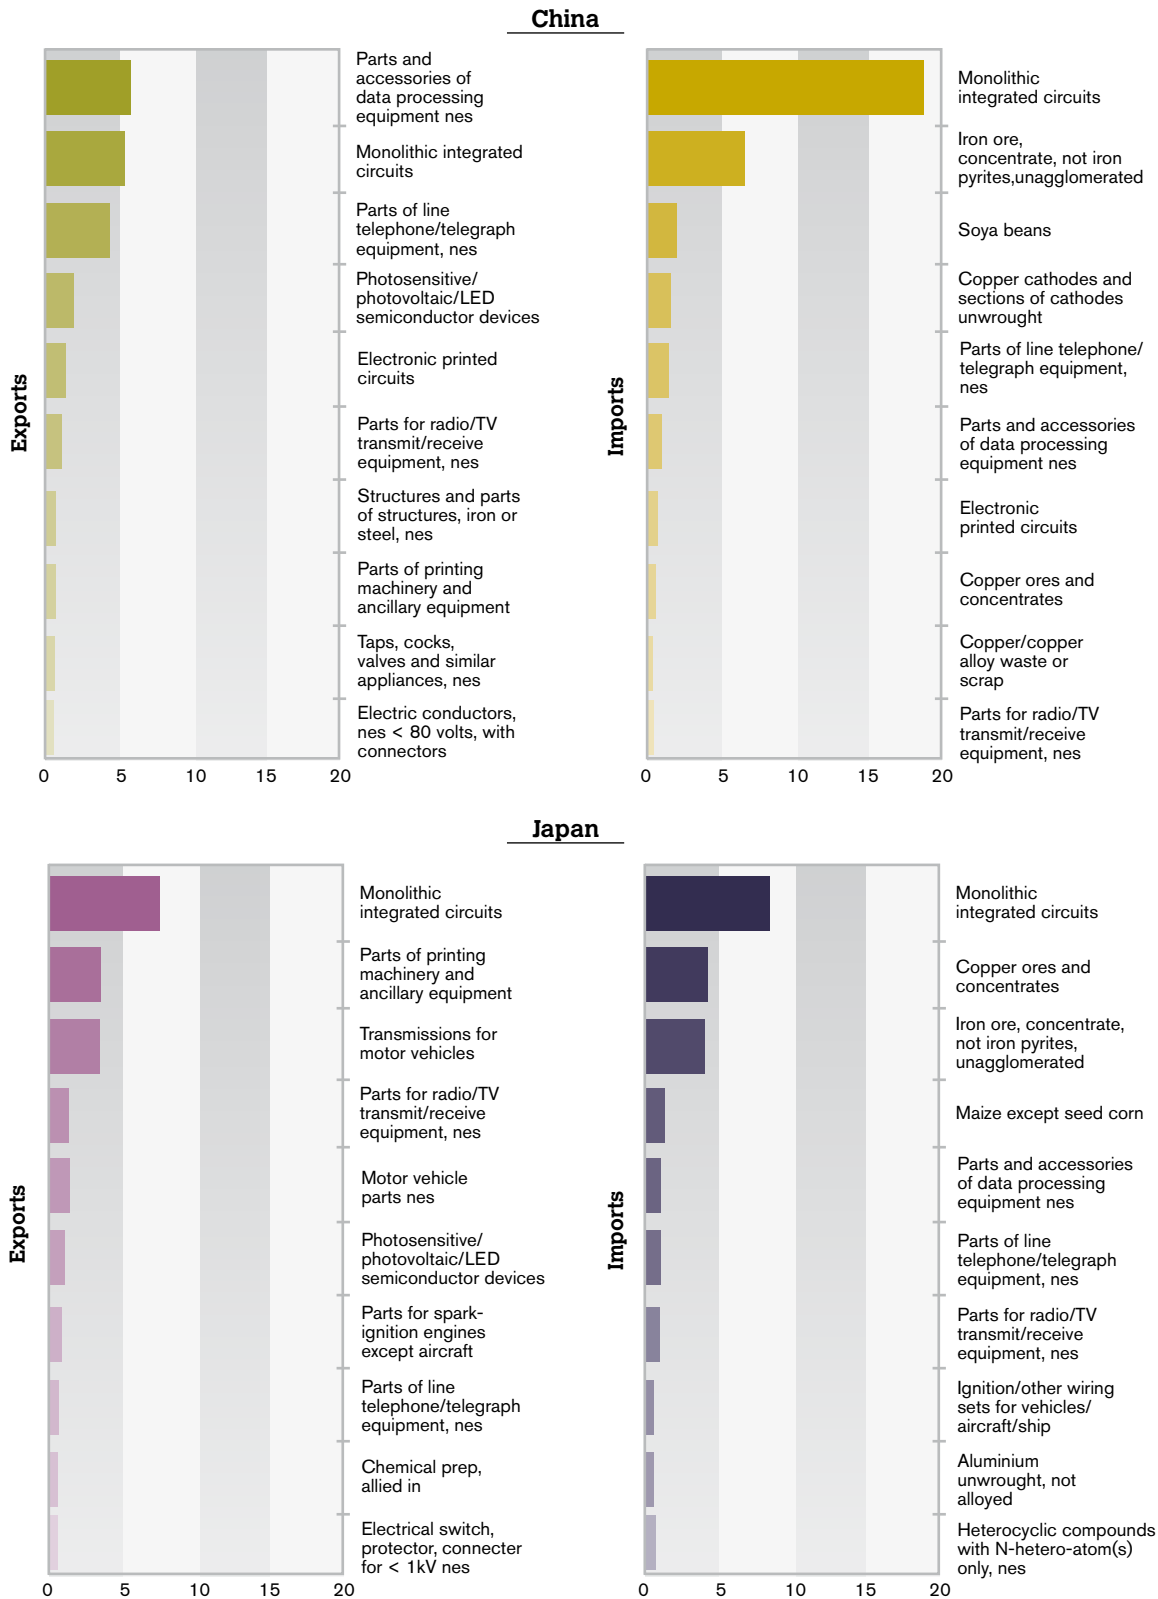 China
Exports
Parts and
accessories of
data processing
equipment nes
Monolithic integrated
circuits
Parts of line
telephone/telegraph
equipment, nes
Photosensitive/
photovoltaic/LED
semiconductor devices
Electronic printed
circuits
Parts for radio/TV
transmit/receive
equipment, nes
Structures and parts
of structures, iron or
steel, nes
Parts of printing
machinery and
ancillary equipment
Taps, cocks,
valves and similar
appliances, nes
Electric conductors,
nes < 80 volts, with
connectors
0 5 10 15 20
Imports
Monolithic
integrated circuits
Iron ore,
concentrate, not iron
pyrites,unagglomerated
Soya beans
Copper cathodes and
sections of cathodes
unwrought
Parts of line telephone/
telegraph equipment,
nes
Parts and accessories
of data processing
equipment nes
Electronic
printed circuits
Copper ores and
concentrates
Copper/copper
alloy waste or
scrap
Parts for radio/TV
transmit/receive
equipment, nes
0 5 10 15 20
Japan
Exports
Monolithic
integrated circuits
Parts of printing
machinery and
ancillary equipment
Transmissions for
motor vehicles
Parts for radio/TV
transmit/receive
equipment, nes
Motor vehicle
parts nes
Photosensitive/
photovoltaic/LED
semiconductor devices
Parts for spark-
ignition engines
except aircraft
Parts of line
telephone/telegraph
equipment, nes
Chemical prep,
allied in
Electrical switch,
protector, connecter
for < 1kV nes
0 5 10 15 20
Imports
Monolithic
integrated circuits
Copper ores and
concentrates
Iron ore, concentrate,
not iron pyrites,
unagglomerated
Maize except seed corn
Parts and accessories
of data processing
equipment nes
Parts of line
telephone/telegraph
equipment, nes
Parts for radio/TV
transmit/receive
equipment, nes
Ignition/other wiring
sets for vehicles/
aircraft/ship
Aluminium
unwrought, not
alloyed
Heterocyclic compounds
with N-hetero-atom(s)
only, nes
0 5 10 15 20